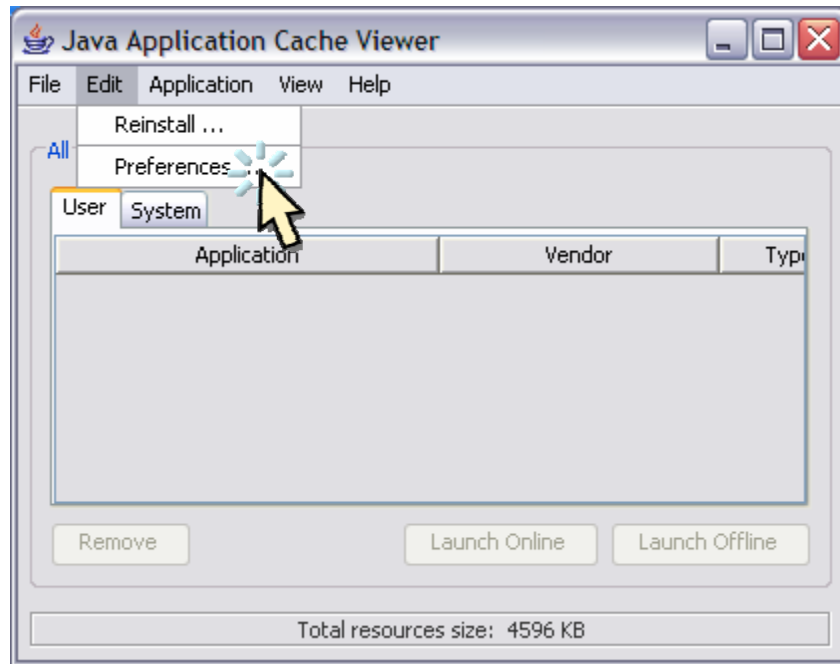 Java Application Cache Viewer
File Edit Application View Help
Reinstall ...
All
Preferences
User System
Application Vendor Type
Remove Launch Online Launch Offline
Total resources size: 4596 KB